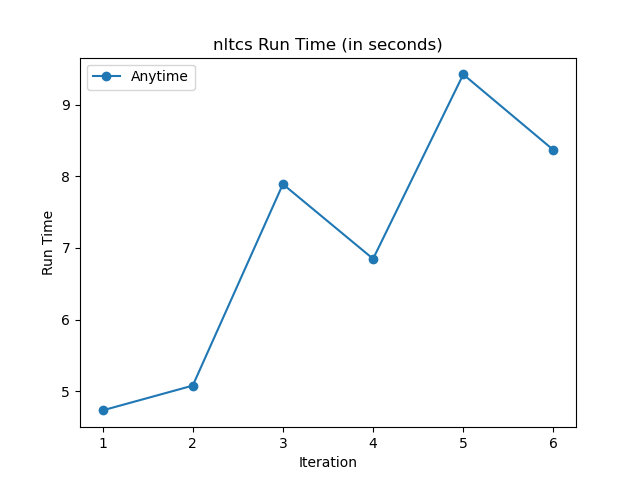 nltcs Run Time (in seconds)
Anytime
9
8
7
6
5
Run Time
1 2 3 4 5 6
Iteration